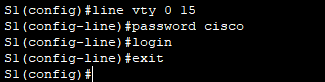 S1(config)#line vty 0 15
S1(config-line)#password cisco
S1(config-line)#login
S1(config-line)#exit
S1(config)#